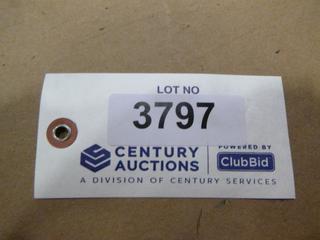 LOT NO
3797
CENTURY AUCTIONS
POWERED BY
ClubBid
A DIVISION OF CENTURY SERVICES